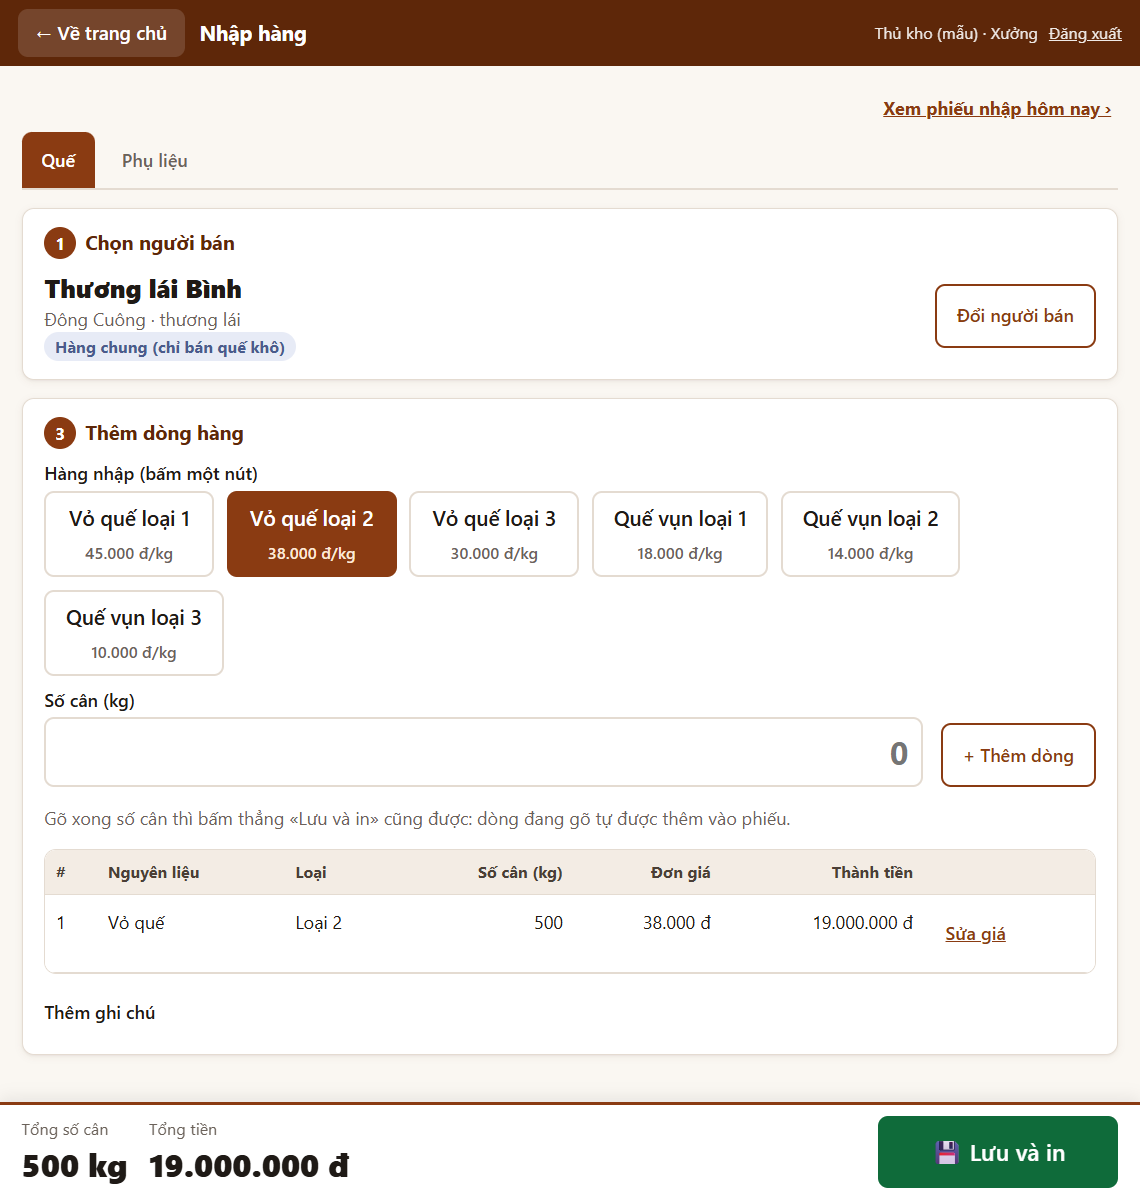 ← Về trang chủ Nhập hàng Thủ kho (mẫu) · Xưởng Đăng xuất
Xem phiếu nhập hôm nay ›
Quế Phụ liệu
1 Chọn người bán
Thương lái Bình
Đông Cuông · thương lái
Hàng chung (chỉ bán quế khô)
Đổi người bán
3 Thêm dòng hàng
Hàng nhập (bấm một nút)
Vỏ quế loại 1 Vỏ quế loại 2 Vỏ quế loại 3 Quế vụn loại 1 Quế vụn loại 2
45.000 đ/kg 38.000 đ/kg 30.000 đ/kg 18.000 đ/kg 14.000 đ/kg
Quế vụn loại 3
10.000 đ/kg
Số cân (kg)
0
+ Thêm dòng
Gõ xong số cân thì bấm thẳng «Lưu và in» cũng được: dòng đang gõ tự được thêm vào phiếu.
# Nguyên liệu Loại Số cân (kg) Đơn giá Thành tiền
1 Vỏ quế Loại 2 500 38.000 đ 19.000.000 đ Sửa giá
Thêm ghi chú
Tổng số cân Tổng tiền
500 kg 19.000.000 đ
Lưu và in